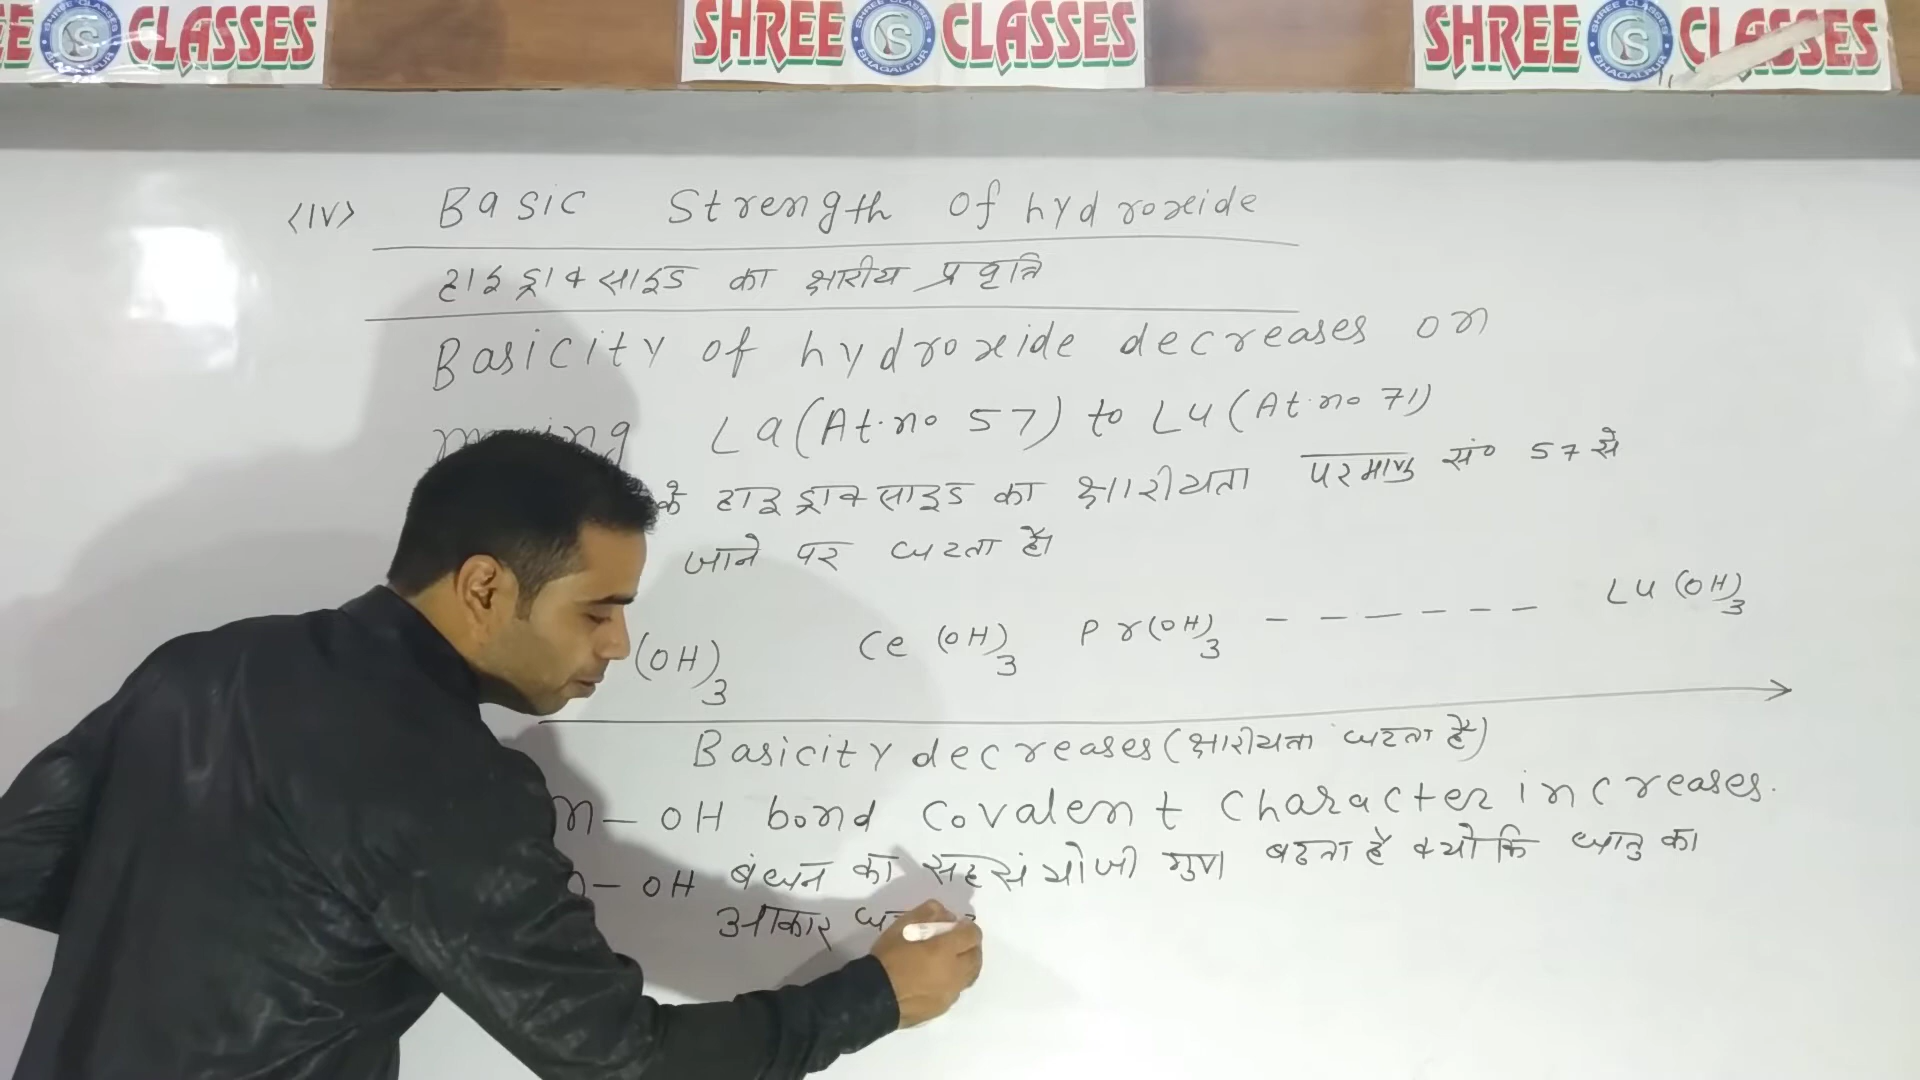 EE CLASSES SHREE CLASSES SHREE CLASSES
<IV> Basic Strength of hydroxide
हाइड्राक्साइड का क्षारीय प्रवृति
Basicity of hydroxide decreases on
moving La (At. no 57) to Lu (At. no 71)
के हाइड्राक्साइड का क्षारीयता परमाणु सं० 57 से
जाने पर घटता है।
(OH)3 Ce (OH)3 Pr(OH)3 - - - - - - Lu (OH)3
Basicity decreases (क्षारीयता घटता है)
M - OH bond Covalent Character increases.
- OH बंधन का सहसंयोजी गुण बढ़ता है क्योकि धातु का
आकार